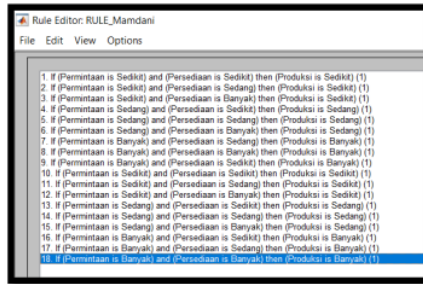 Rule Editor: RULE_Mamdani
File Edit View Options
1. If (Permintaan is Sedikit) and (Persediaan is Sedikit) then (Produksi is Sedikit) (1)
2. If (Permintaan is Sedikit) and (Persediaan is Sedang) then (Produksi is Sedikit) (1)
3. If (Permintaan is Sedikit) and (Persediaan is Banyak) then (Produksi is Sedikit) (1)
4. If (Permintaan is Sedang) and (Persediaan is Sedikit) then (Produksi is Sedang) (1)
5. If (Permintaan is Sedang) and (Persediaan is Sedang) then (Produksi is Sedang) (1)
6. If (Permintaan is Sedang) and (Persediaan is Banyak) then (Produksi is Sedang) (1)
7. If (Permintaan is Banyak) and (Persediaan is Sedang) then (Produksi is Banyak) (1)
8. If (Permintaan is Banyak) and (Persediaan is Banyak) then (Produksi is Banyak) (1)
9. If (Permintaan is Banyak) and (Persediaan is Sedikit) then (Produksi is Banyak) (1)
10. If (Permintaan is Sedikit) and (Persediaan is Sedikit) then (Produksi is Sedikit) (1)
11. If (Permintaan is Sedikit) and (Persediaan is Sedang) then (Produksi is Sedikit) (1)
12. If (Permintaan is Sedikit) and (Persediaan is Banyak) then (Produksi is Sedikit) (1)
13. If (Permintaan is Sedang) and (Persediaan is Sedikit) then (Produksi is Sedang) (1)
14. If (Permintaan is Sedang) and (Persediaan is Sedang) then (Produksi is Sedang) (1)
15. If (Permintaan is Sedang) and (Persediaan is Banyak) then (Produksi is Sedang) (1)
16. If (Permintaan is Banyak) and (Persediaan is Sedikit) then (Produksi is Banyak) (1)
17. If (Permintaan is Banyak) and (Persediaan is Sedang) then (Produksi is Banyak) (1)
18. If (Permintaan is Banyak) and (Persediaan is Banyak) then (Produksi is Banyak) (1)